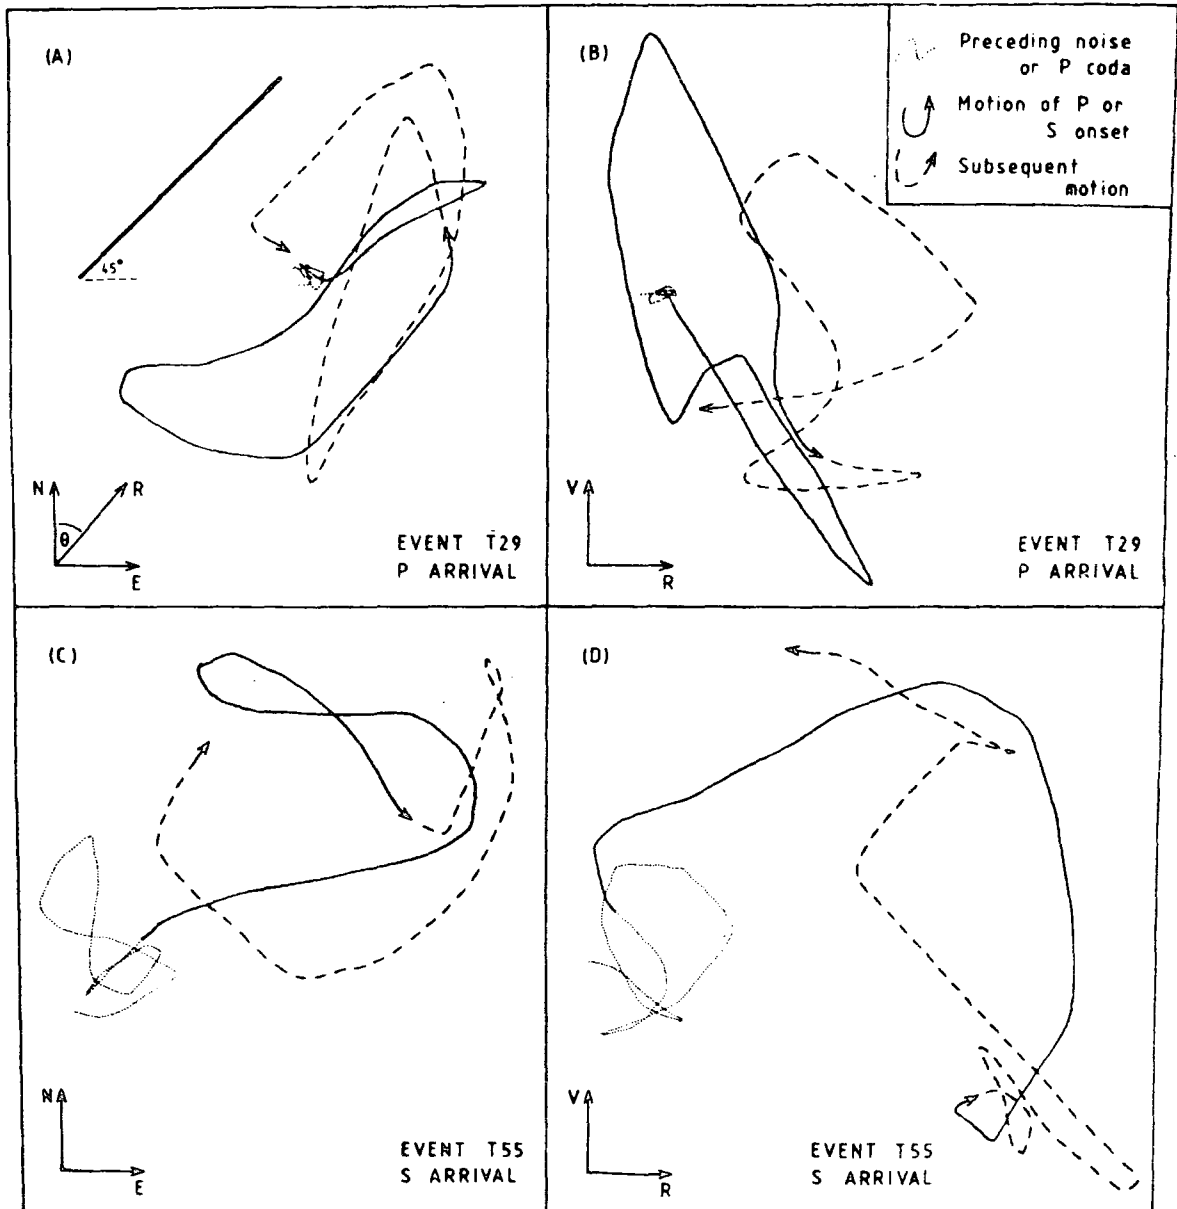 (A)
45°
N
R
θ
E
EVENT T29
P ARRIVAL
(B)
Preceding noise
or P coda
Motion of P or
S onset
Subsequent
motion
V
R
EVENT T29
P ARRIVAL
(C)
N
E
EVENT T55
S ARRIVAL
(D)
V
R
EVENT T55
S ARRIVAL